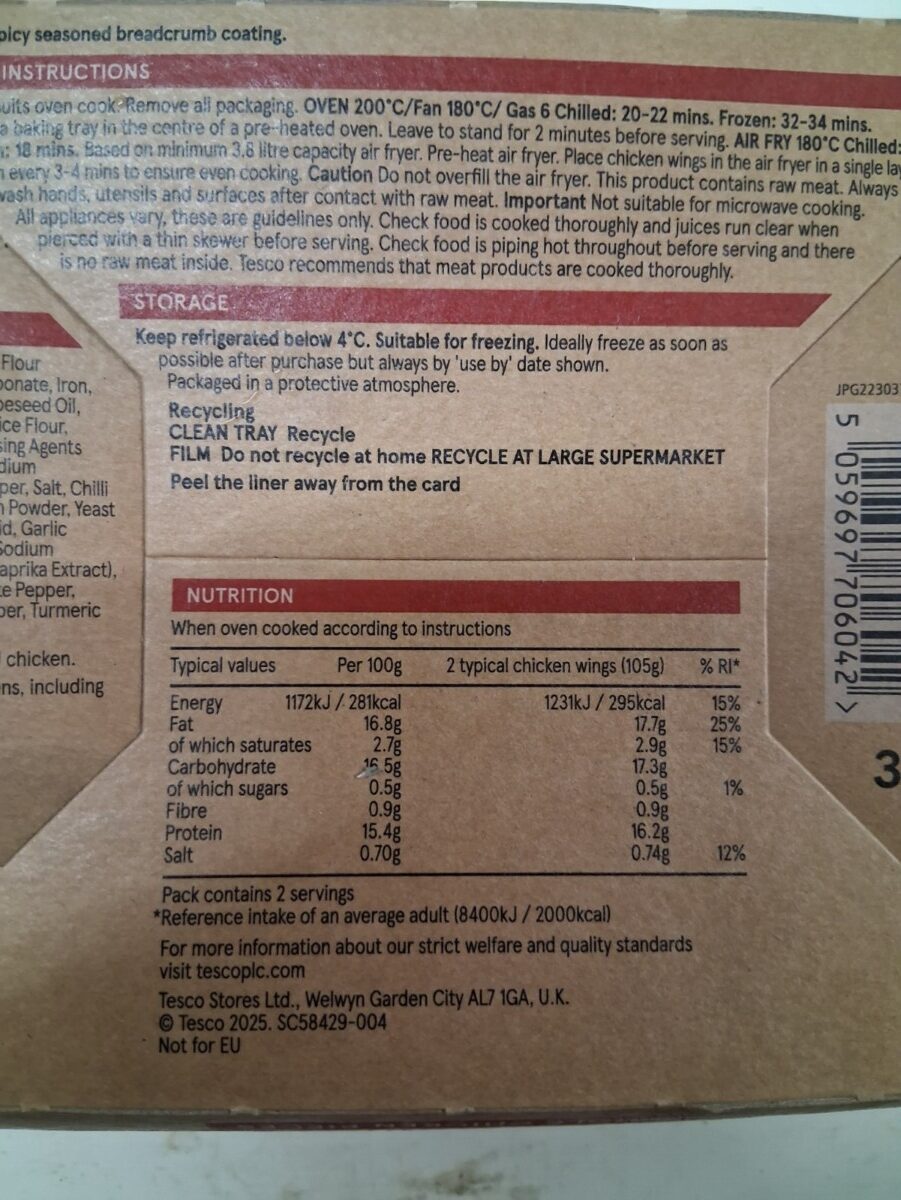 seasoned breadcrumb coating.
INSTRUCTIONS
oven cook. Remove all packaging. OVEN 200°C/Fan 180°C/ Gas 6 Chilled: 20-22 mins. Frozen: 32-34 mins.
a baking tray in the centre of a pre-heated oven. Leave to stand for 2 minutes before serving. AIR FRY 180°C Chilled:
18 mins. Based on minimum 3.8 litre capacity air fryer. Pre-heat air fryer. Place chicken wings in the air fryer in a single
every 3-4 mins to ensure even cooking. Caution Do not overfill the air fryer. This product contains raw meat. Always
wash hands, utensils and surfaces after contact with raw meat. Important Not suitable for microwave cooking.
All appliances vary, these are guidelines only. Check food is cooked thoroughly and juices run clear when
pierced with a thin skewer before serving. Check food is piping hot throughout before serving and there
is no raw meat inside. Tesco recommends that meat products are cooked thoroughly.
STORAGE
Keep refrigerated below 4°C. Suitable for freezing. Ideally freeze as soon as
possible after purchase but always by 'use by' date shown.
Packaged in a protective atmosphere.
Recycling
CLEAN TRAY Recycle
FILM Do not recycle at home RECYCLE AT LARGE SUPERMARKET
Peel the liner away from the card
Flour
Iron,
Oil,
Flour,
Agents
Salt, Chilli
Powder, Yeast
Garlic
Sodium
Extract),
Pepper,
Turmeric
chicken.
including
JPG22303
5 059697 706042 >
3
NUTRITION
When oven cooked according to instructions
Typical values Per 100g 2 typical chicken wings (105g) % RI*
Energy 1172kJ / 281kcal 1231kJ / 295kcal 15%
Fat 16.8g 17.7g 25%
of which saturates 2.7g 2.9g 15%
Carbohydrate 16.5g 17.3g
of which sugars 0.5g 0.5g 1%
Fibre 0.9g 0.9g
Protein 15.4g 16.2g
Salt 0.70g 0.74g 12%
Pack contains 2 servings
*Reference intake of an average adult (8400kJ / 2000kcal)
For more information about our strict welfare and quality standards
visit tescoplc.com
Tesco Stores Ltd., Welwyn Garden City AL7 1GA, U.K.
© Tesco 2025. SC58429-004
Not for EU